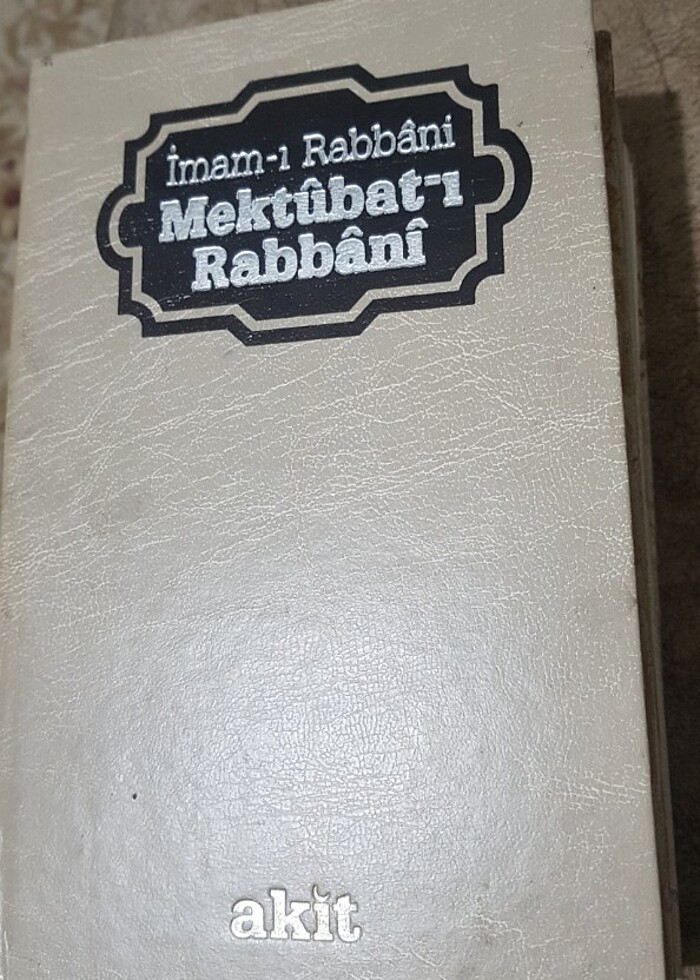 İmam-ı Rabbâni
Mektûbat-ı
Rabbânî
akit